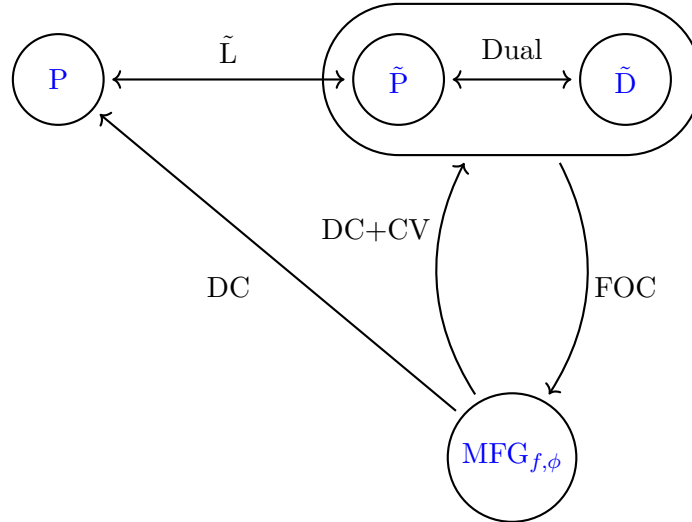 L̃
Dual
P
P̃
D̃
DC+CV
DC
FOC
MFG_{f,ϕ}